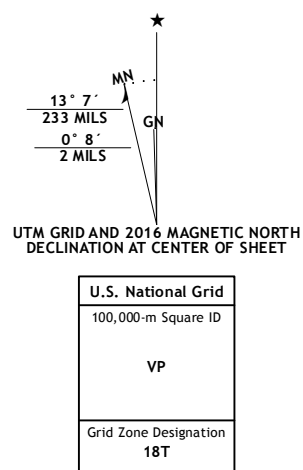 ★
MN
GN
13° 7´
233 MILS
0° 8´
2 MILS
UTM GRID AND 2016 MAGNETIC NORTH
DECLINATION AT CENTER OF SHEET
U.S. National Grid
100,000-m Square ID
VP
Grid Zone Designation
18T